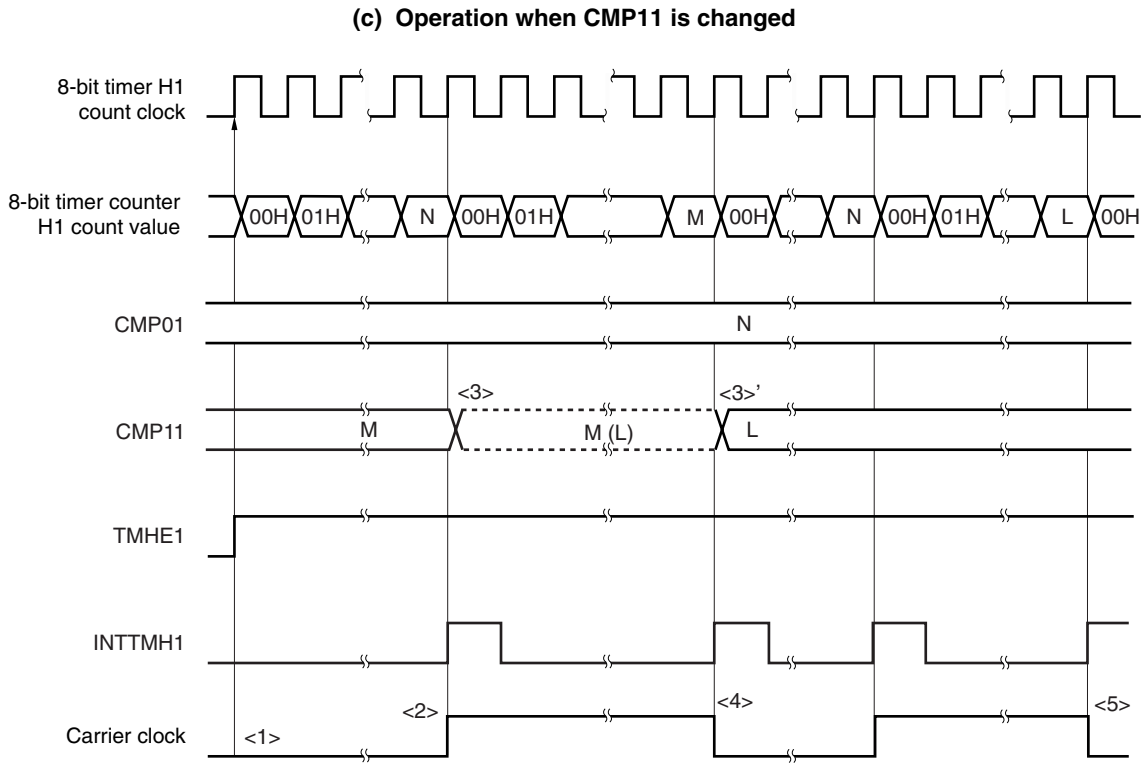 (c) Operation when CMP11 is changed
8-bit timer H1
count clock
8-bit timer counter
H1 count value
00H 01H N 00H 01H M 00H N 00H 01H L 00H
CMP01
N
<3> <3>’
CMP11
M M (L) L
TMHE1
INTTMH1
<2> <4> <5>
Carrier clock
<1>